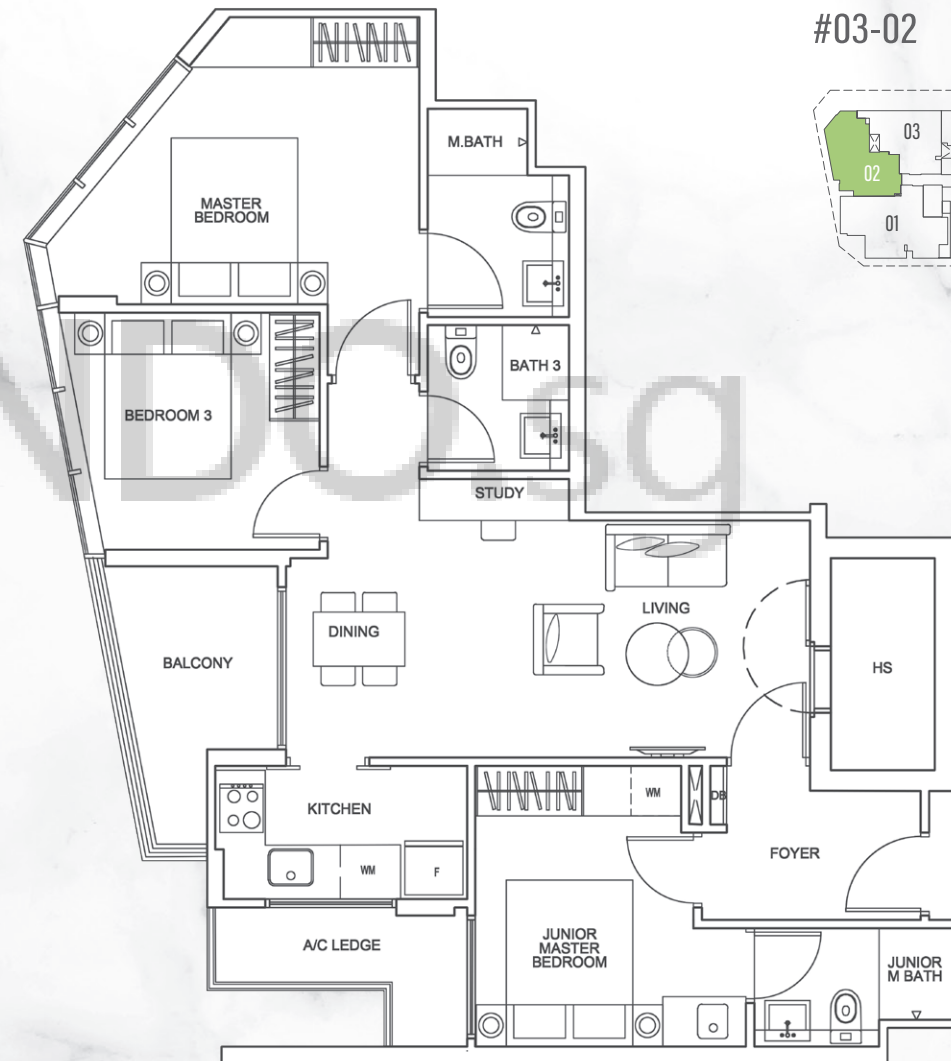 #03-02
03
02
01
M.BATH
MASTER
BEDROOM
BATH 3
BEDROOM 3
STUDY
LIVING
DINING
BALCONY
HS
WM
DB
KITCHEN
FOYER
WM
F
JUNIOR
MASTER
BEDROOM
A/C LEDGE
JUNIOR
M BATH